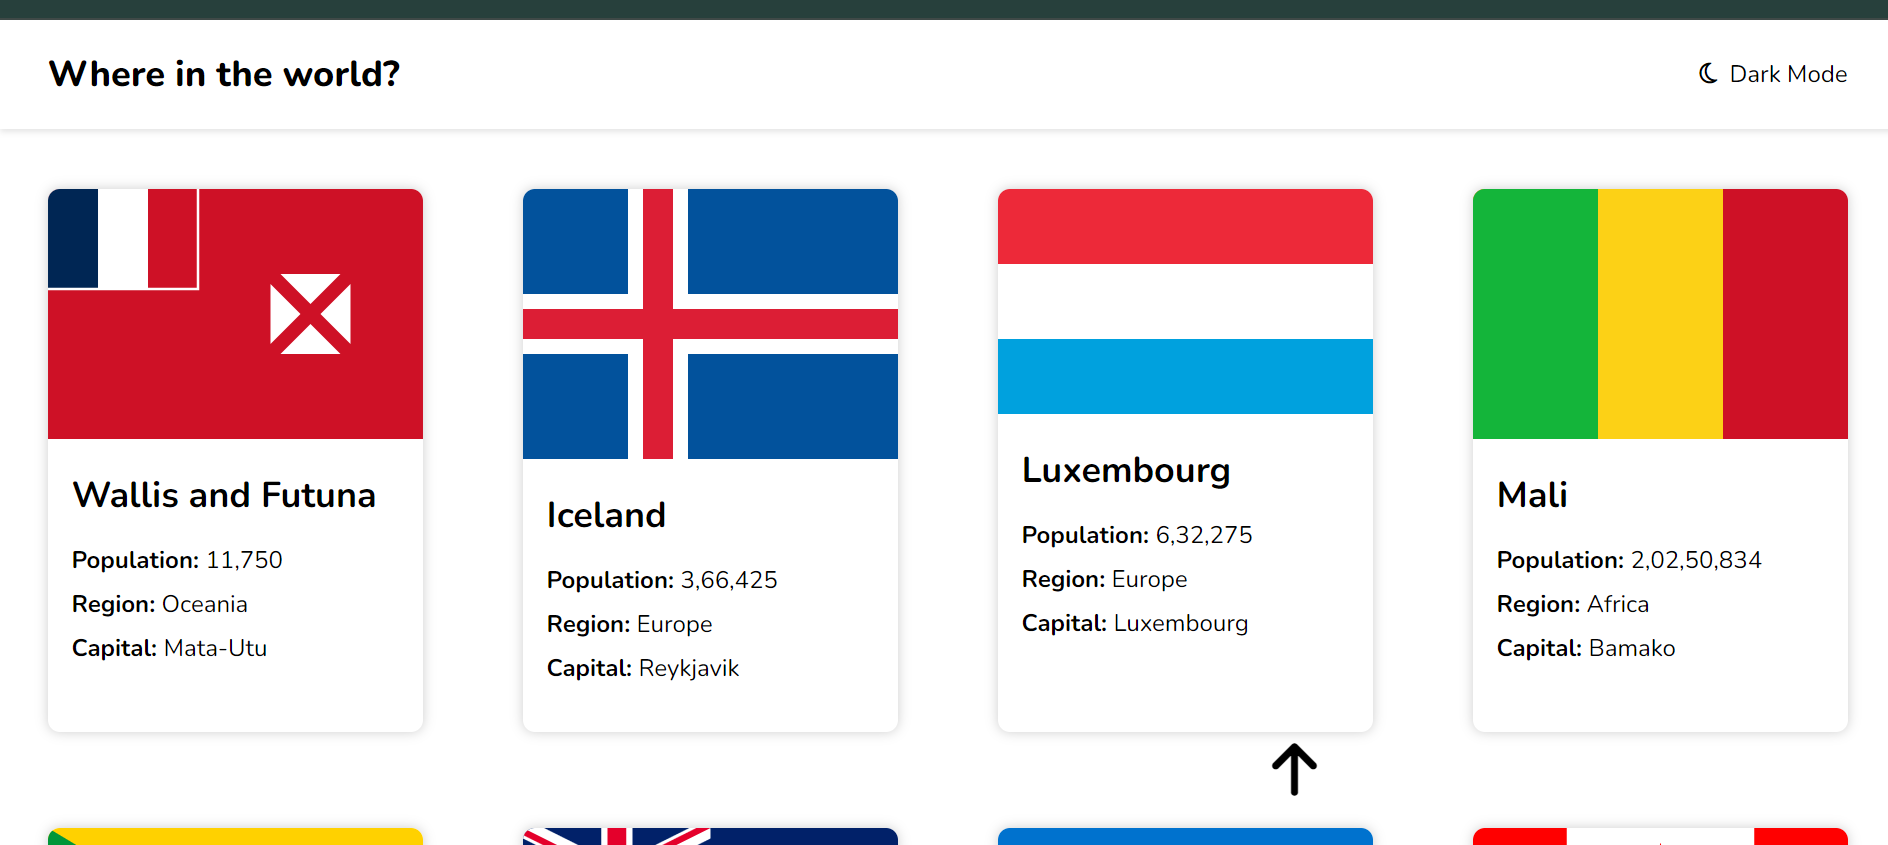 Where in the world?
Dark Mode
Wallis and Futuna
Population: 11,750
Region: Oceania
Capital: Mata-Utu
Iceland
Population: 3,66,425
Region: Europe
Capital: Reykjavik
Luxembourg
Population: 6,32,275
Region: Europe
Capital: Luxembourg
Mali
Population: 2,02,50,834
Region: Africa
Capital: Bamako